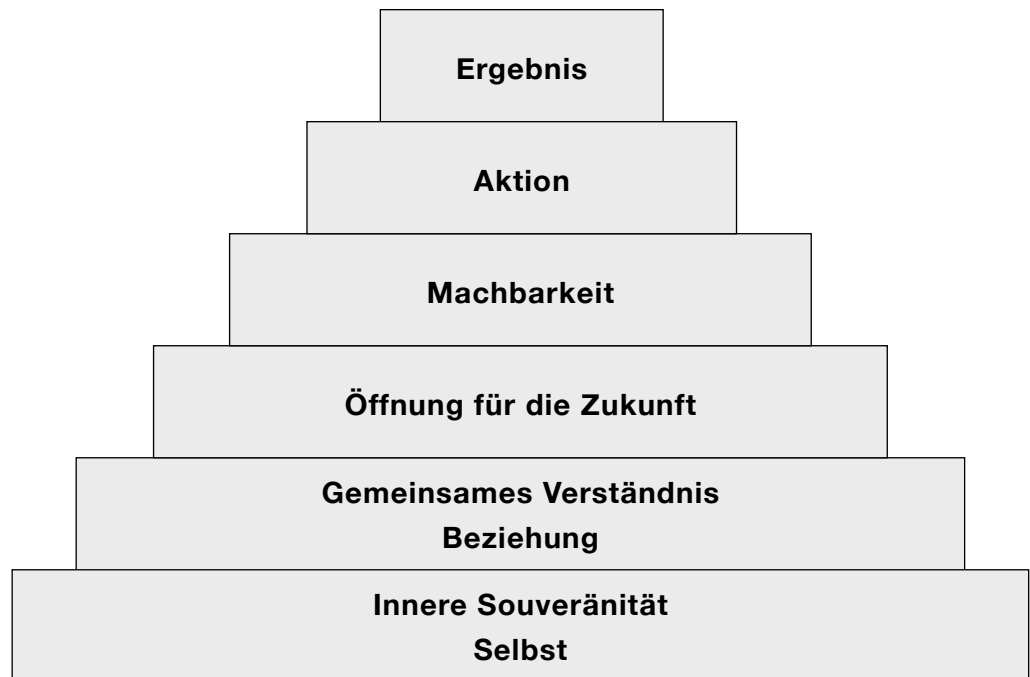 Ergebnis
Aktion
Machbarkeit
Öffnung für die Zukunft
Gemeinsames Verständnis
Beziehung
Innere Souveränität
Selbst